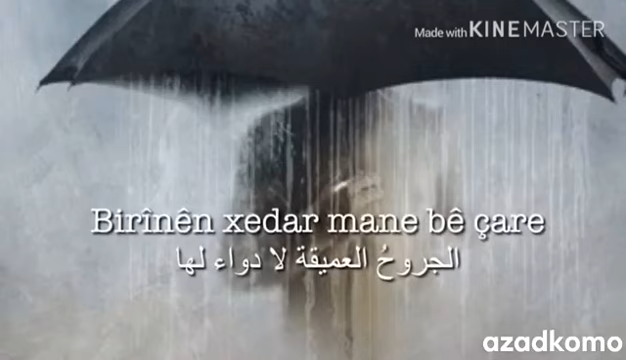 Made with KINEMASTER
Birînên xedar mane bê çare
الجروحُ العميقة لا دواء لها
azadkomo